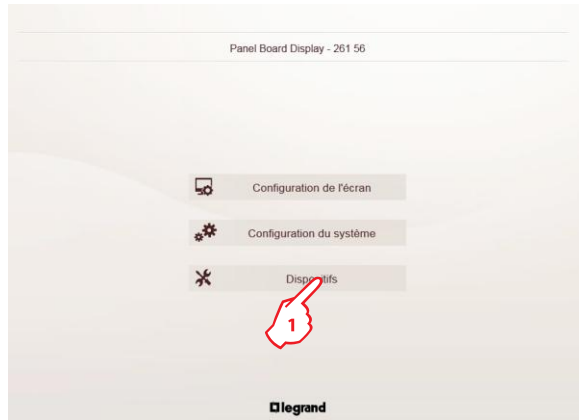 Panel Board Display - 261 56
Configuration de l'écran
Configuration du système
Dispositifs
1
legrand